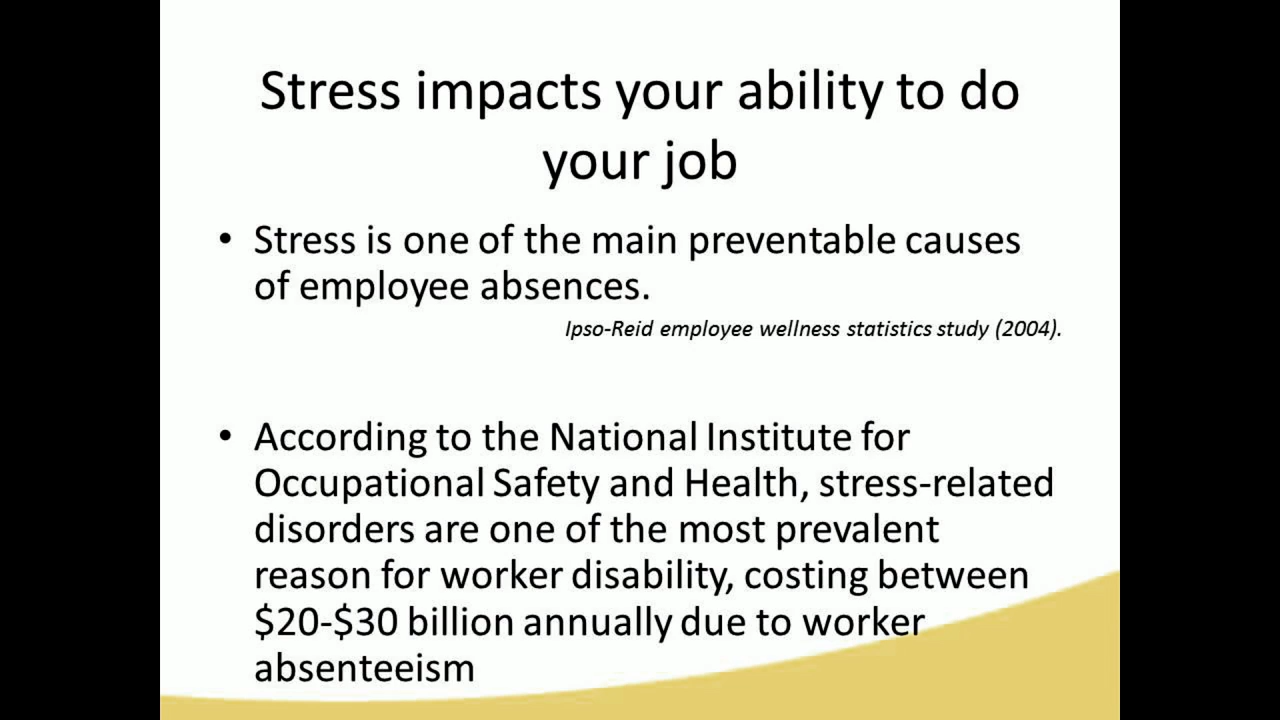 Stress impacts your ability to do
your job
• Stress is one of the main preventable causes
of employee absences.
Ipso-Reid employee wellness statistics study (2004).
• According to the National Institute for
Occupational Safety and Health, stress-related
disorders are one of the most prevalent
reason for worker disability, costing between
$20-$30 billion annually due to worker
absenteeism